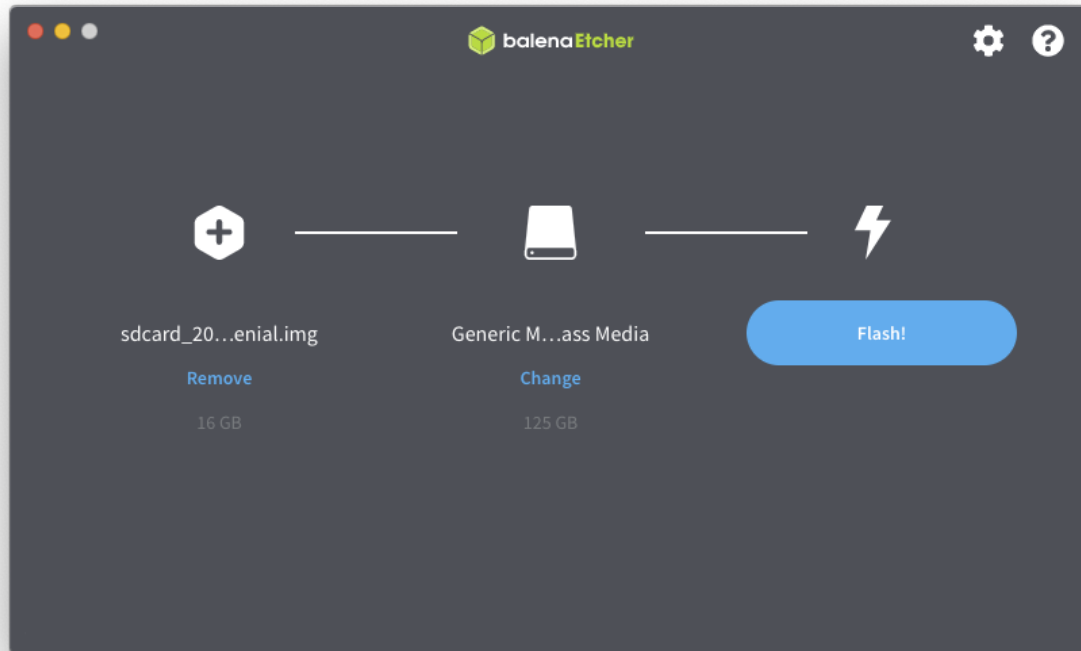 balenaEtcher
sdcard_20...enial.img
Generic M...ass Media
Flash!
Remove
Change
16 GB
125 GB